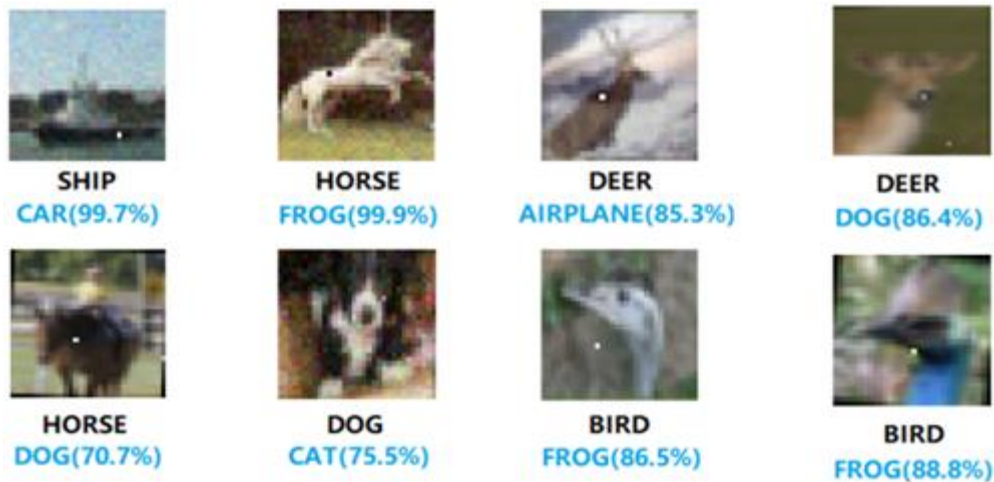 SHIP
CAR(99.7%)
HORSE
FROG(99.9%)
DEER
AIRPLANE(85.3%)
DEER
DOG(86.4%)
HORSE
DOG(70.7%)
DOG
CAT(75.5%)
BIRD
FROG(86.5%)
BIRD
FROG(88.8%)